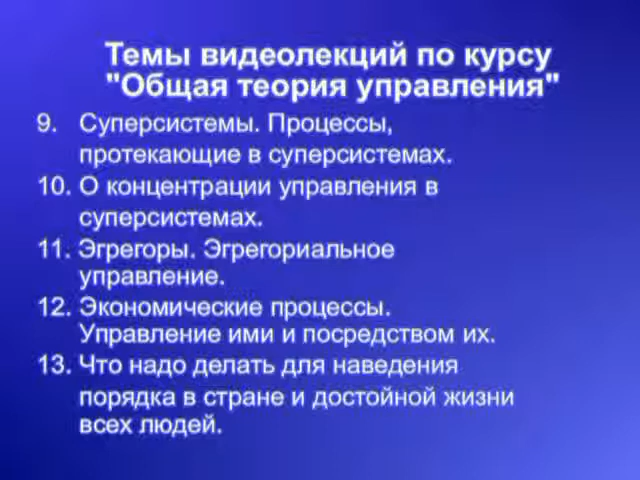 Темы видеолекций по курсу
"Общая теория управления"
9. Суперсистемы. Процессы,
протекающие в суперсистемах.
10. О концентрации управления в
суперсистемах.
11. Эгрегоры. Эгрегориальное
управление.
12. Экономические процессы.
Управление ими и посредством их.
13. Что надо делать для наведения
порядка в стране и достойной жизни
всех людей.